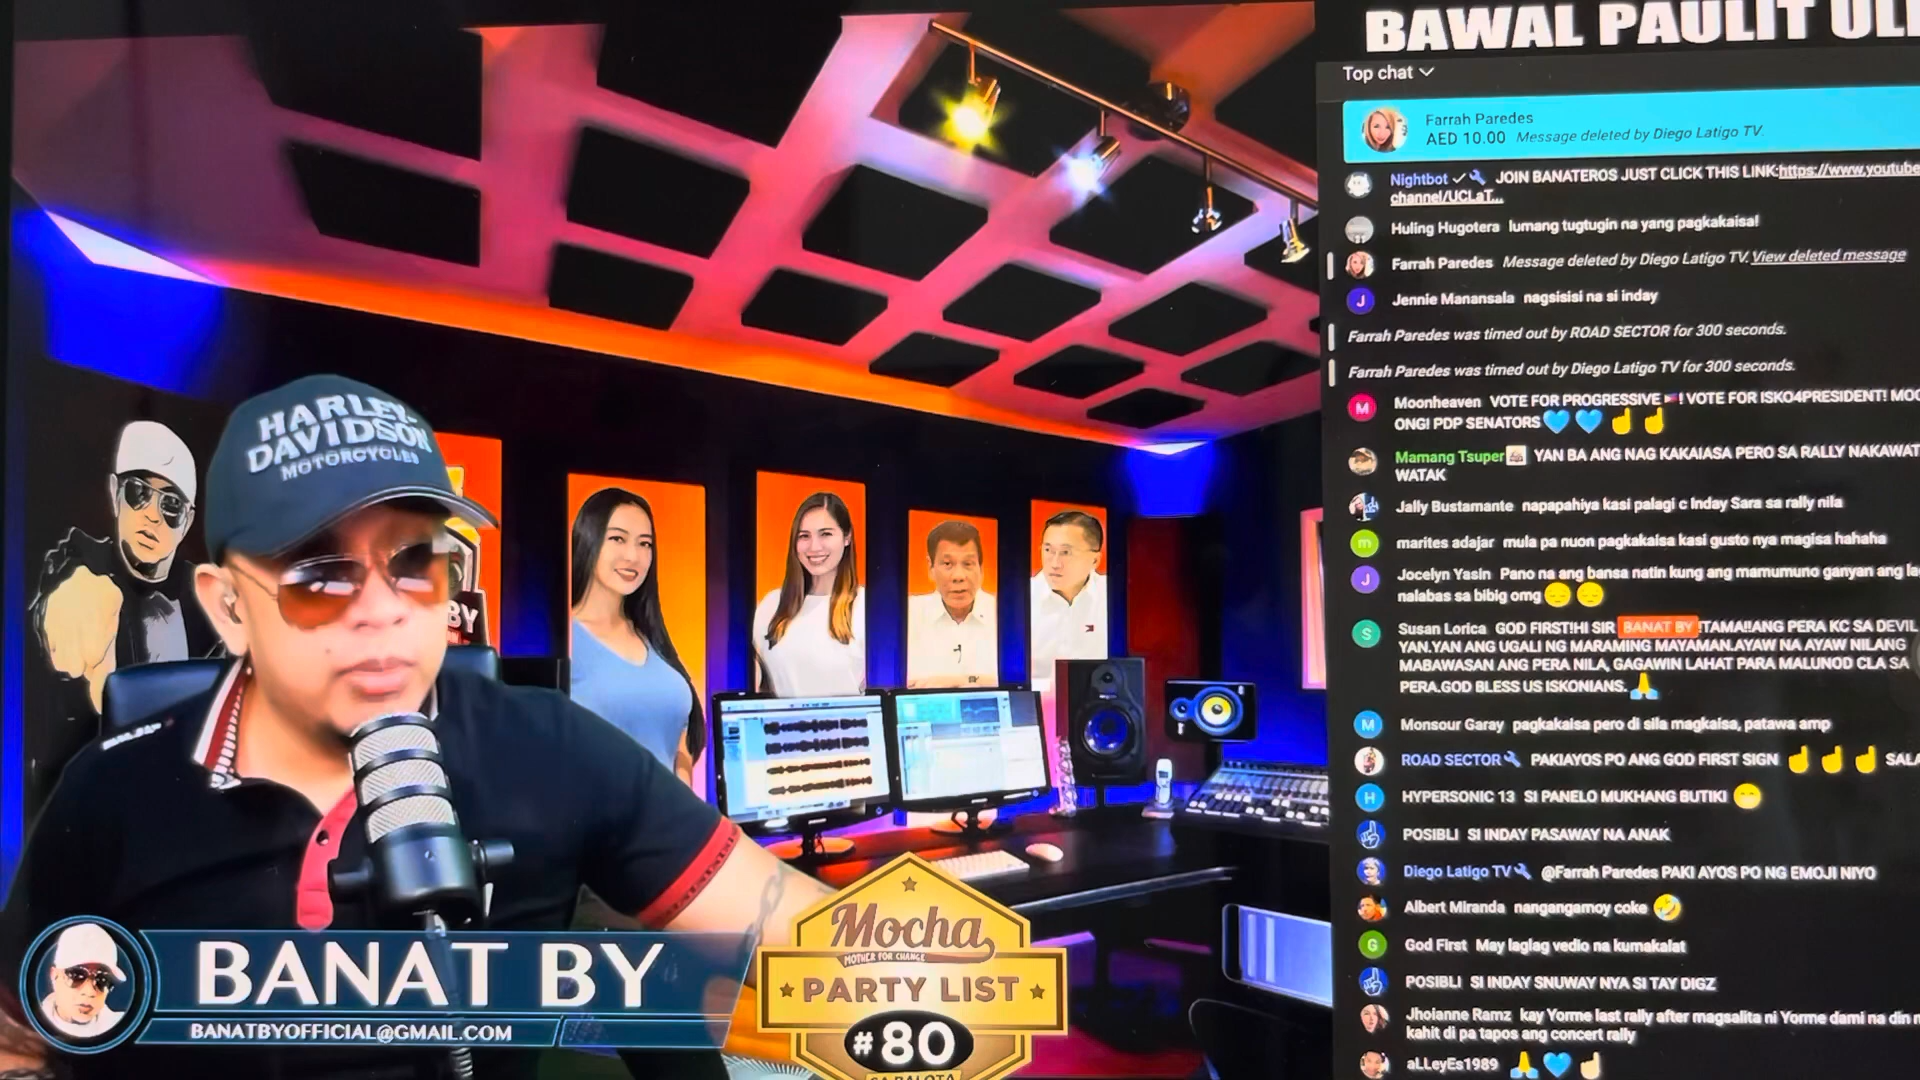 BAWAL PAULIT
Top chat
Farrah Paredes
AED 10.00 Message deleted by Diego Latigo TV.
Nightbot JOIN BANATEROS JUST CLICK THIS LINK:https://www.youtube
channel/UCLaT...
Huling Hugotera lumang tugtugin na yang pagkakaisa!
Farrah Paredes Message deleted by Diego Latigo TV. View deleted message
J Jennie Manansala nagsisisi na si inday
Farrah Paredes was timed out by ROAD SECTOR for 300 seconds.
Farrah Paredes was timed out by Diego Latigo TV for 300 seconds.
M Moonheaven VOTE FOR PROGRESSIVE ! VOTE FOR ISKO4PRESIDENT!
ONG! PDP SENATORS
Mamang Tsuper YAN BA ANG NAG KAKAIASA PERO SA RALLY NAKAWAT
WATAK
Jally Bustamante napapahiya kasi palagi c Inday Sara sa rally nila
m marites adajar mula pa nuon pagkakaisa kasi gusto nya magisa hahaha
J Jocelyn Yasin Pano na ang bansa natin kung ang mamumuno ganyan ang
nalabas sa bibig omg
S Susan Lorica GOD FIRST!HI SIR BANAT BY !TAMA!!ANG PERA KC SA DEVIL
YAN.YAN ANG UGALI NG MARAMING MAYAMAN.AYAW NA AYAW NILANG
MABAWASAN ANG PERA NILA, GAGAWIN LAHAT PARA MALUNOD CLA SA
PERA.GOD BLESS US ISKONIANS.
M Monsour Garay pagkakaisa pero di sila magkaisa, patawa amp
ROAD SECTOR PAKIAYOS PO ANG GOD FIRST SIGN
H HYPERSONIC 13 SI PANELO MUKHANG BUTIKI
POSIBLI SI INDAY PASAWAY NA ANAK
Diego Latigo TV @Farrah Paredes PAKI AYOS PO NG EMOJI NIYO
Albert Miranda nangangamoy coke
G God First May laglag vedio na kumakalat
POSIBLI SI INDAY SNUWAY NYA SI TAY DIGZ
Jhoianne Ramz kay Yorme last rally after magsalita ni Yorme dami na din
kahit di pa tapos ang concert rally
aLLeyEs1989
HARLEY-
DAVIDSON
MOTORCYCLES
BY
BANAT BY
BANATBYOFFICIAL@GMAIL.COM
Mocha
MOTHER FOR CHANGE
PARTY LIST
#80
SA BALOTA